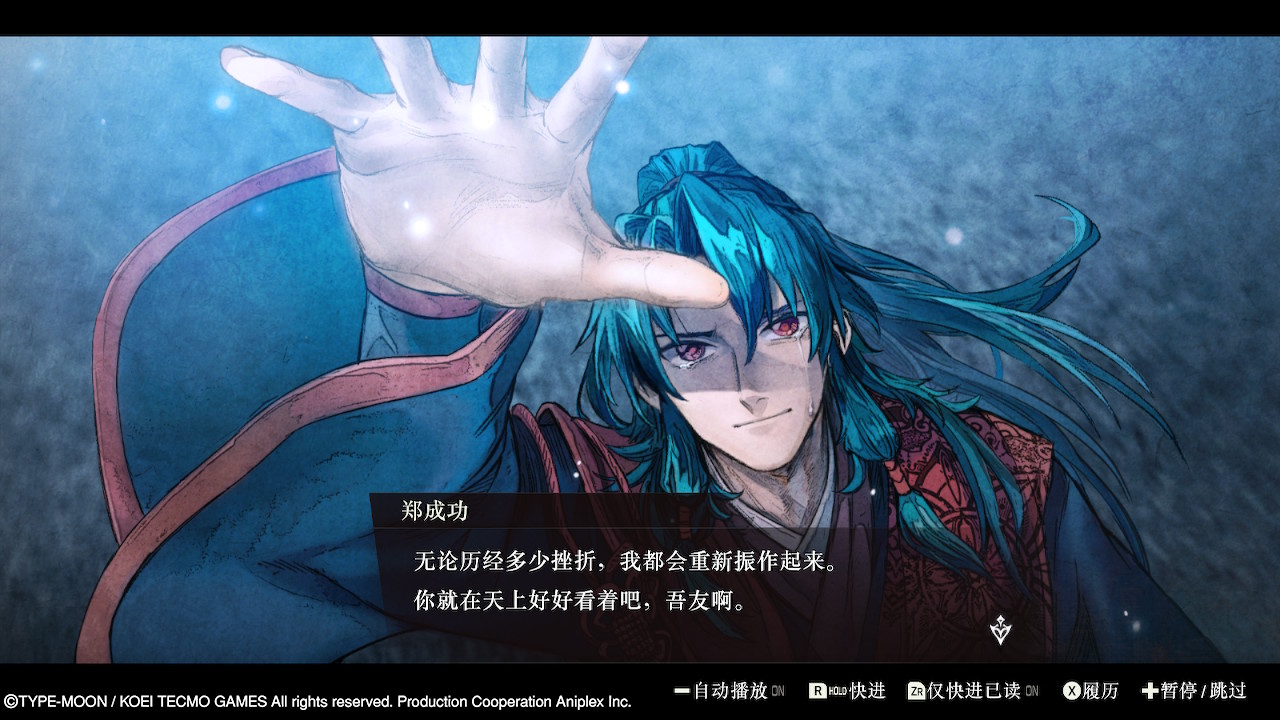 郑成功
无论历经多少挫折，我都会重新振作起来。
你就在天上好好看着吧，吾友啊。
©TYPE-MOON / KOEI TECMO GAMES All rights reserved. Production Cooperation Aniplex Inc.
自动播放 ON R HOLD 快进 ZR 仅快进已读 ON X 履历 暂停 / 跳过